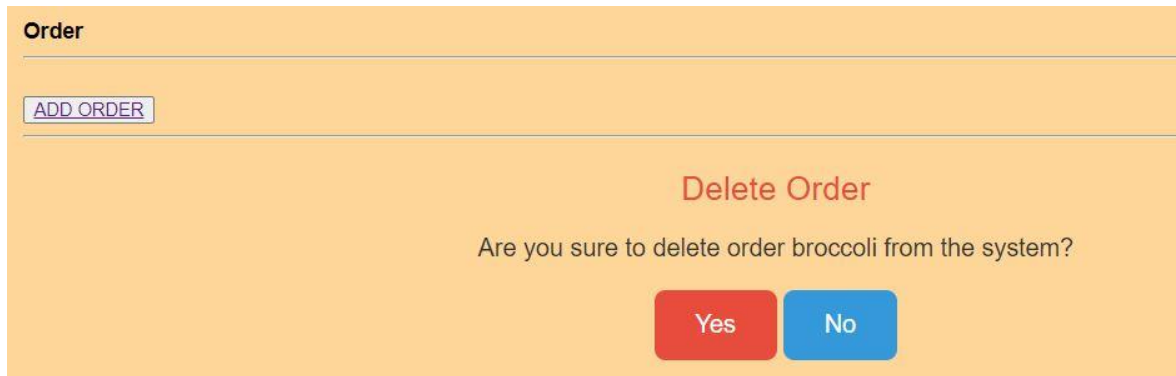 Order
ADD ORDER
Delete Order
Are you sure to delete order broccoli from the system?
Yes No